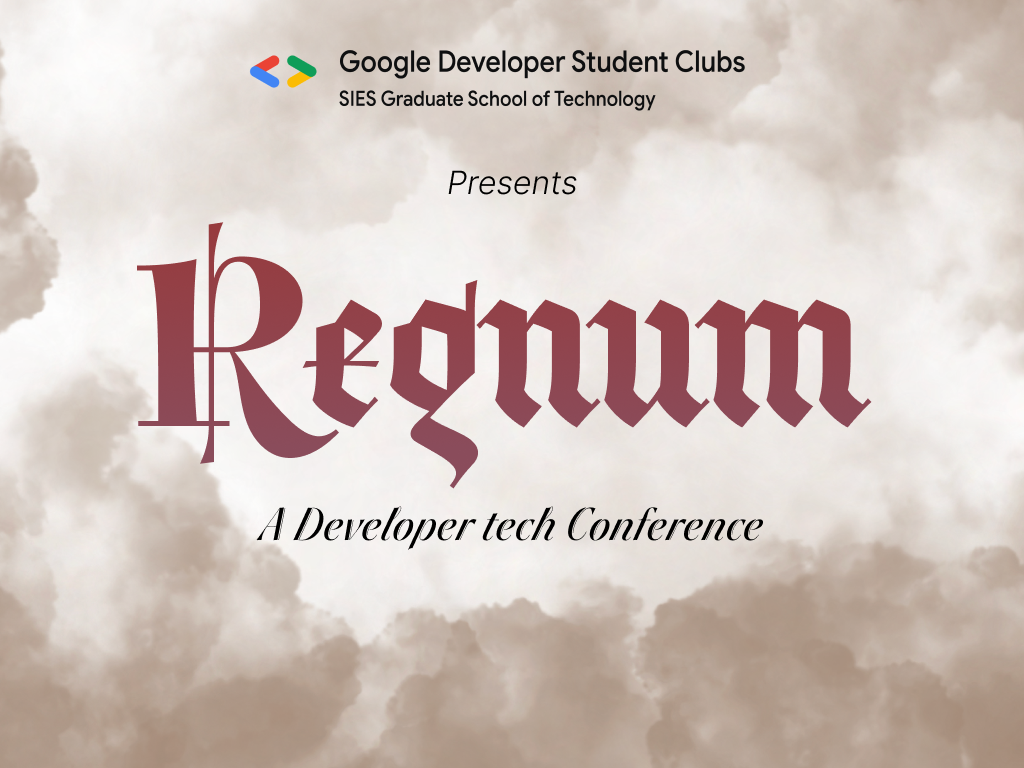 Google Developer Student Clubs
SIES Graduate School of Technology
Presents
Regnum
A Developer tech Conference